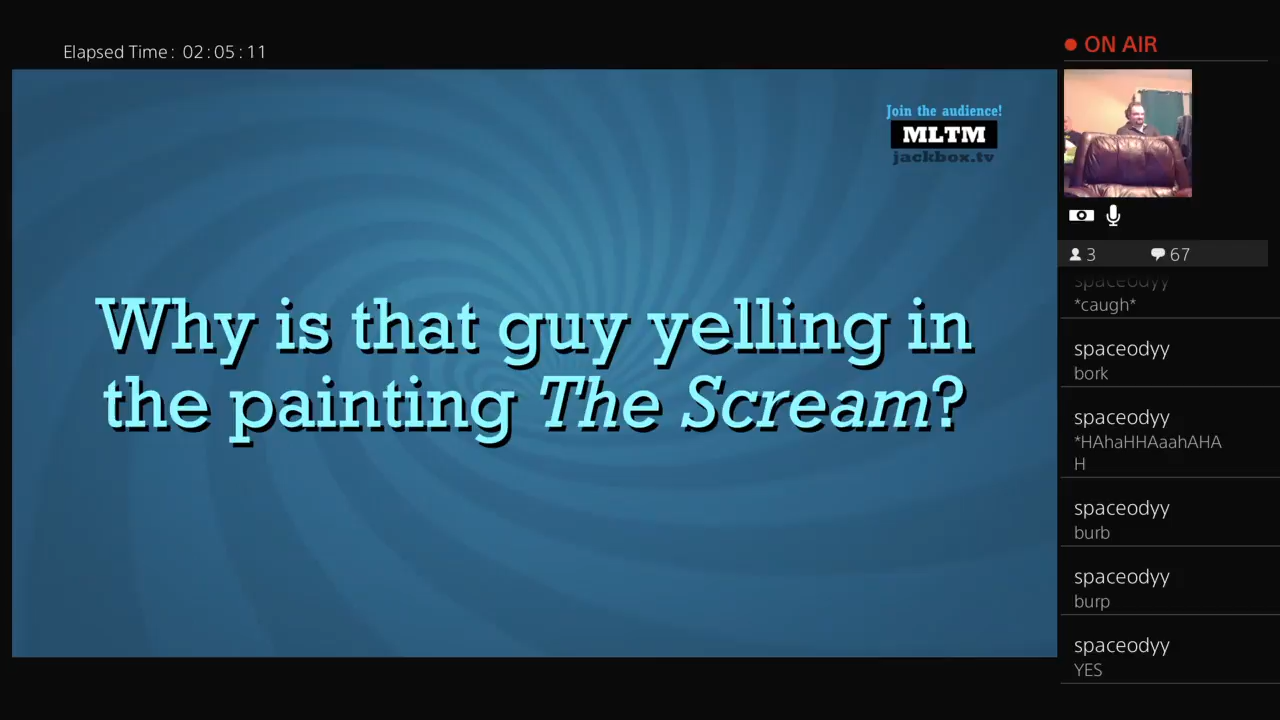 Elapsed Time: 02:05:11
ON AIR
Join the audience!
MLTM
jackbox.tv
Why is that guy yelling in
the painting The Scream?
3
67
spaceodyy
*caugh*
spaceodyy
bork
spaceodyy
*HAhaHHAaahAHA
H
spaceodyy
burb
spaceodyy
burp
spaceodyy
YES